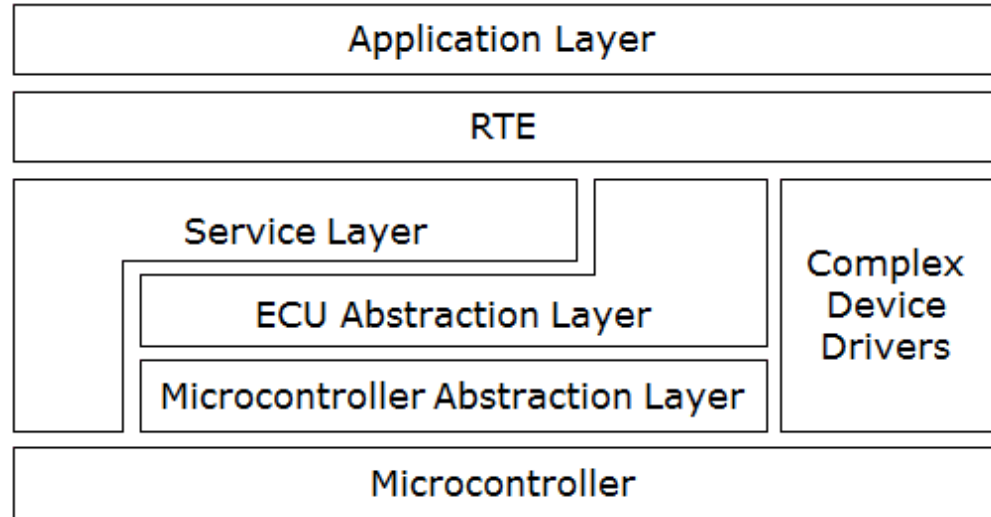 Application Layer
RTE
Service Layer
ECU Abstraction Layer
Microcontroller Abstraction Layer
Complex
Device
Drivers
Microcontroller